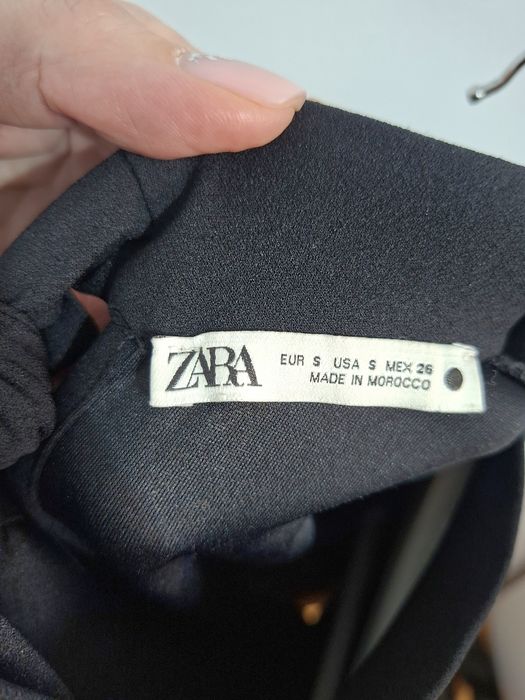 ZARA
EUR S USA S MEX 26
MADE IN MOROCCO